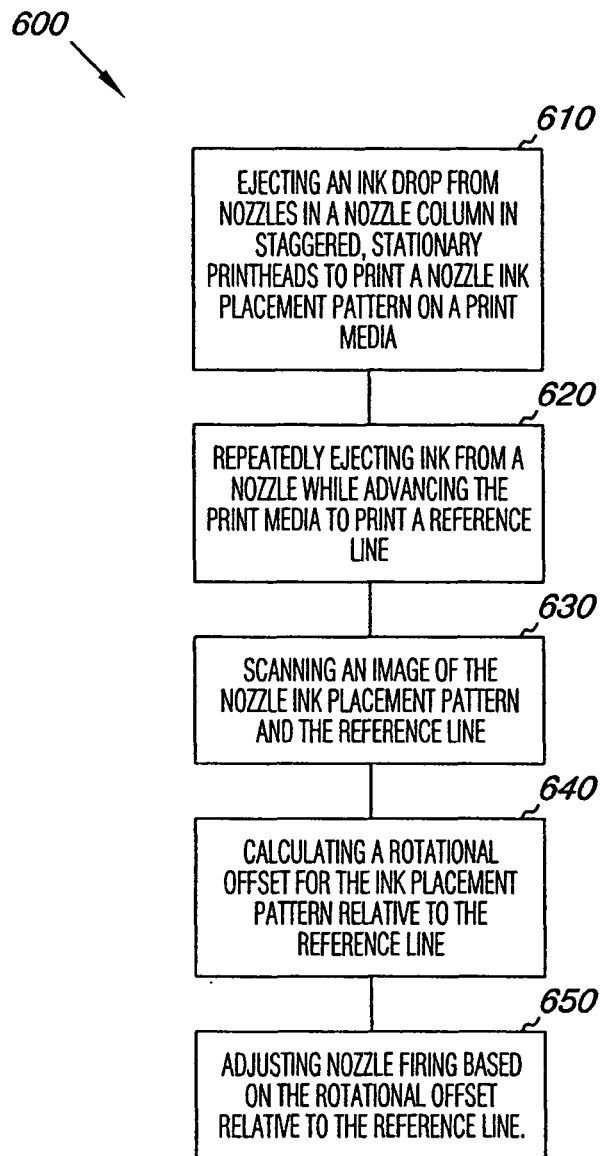 600
610
EJECTING AN INK DROP FROM
NOZZLES IN A NOZZLE COLUMN IN
STAGGERED, STATIONARY
PRINTHEADS TO PRINT A NOZZLE INK
PLACEMENT PATTERN ON A PRINT
MEDIA
620
REPEATEDLY EJECTING INK FROM A
NOZZLE WHILE ADVANCING THE
PRINT MEDIA TO PRINT A REFERENCE
LINE
630
SCANNING AN IMAGE OF THE
NOZZLE INK PLACEMENT PATTERN
AND THE REFERENCE LINE
640
CALCULATING A ROTATIONAL
OFFSET FOR THE INK PLACEMENT
PATTERN RELATIVE TO THE
REFERENCE LINE
650
ADJUSTING NOZZLE FIRING BASED
ON THE ROTATIONAL OFFSET
RELATIVE TO THE REFERENCE LINE.